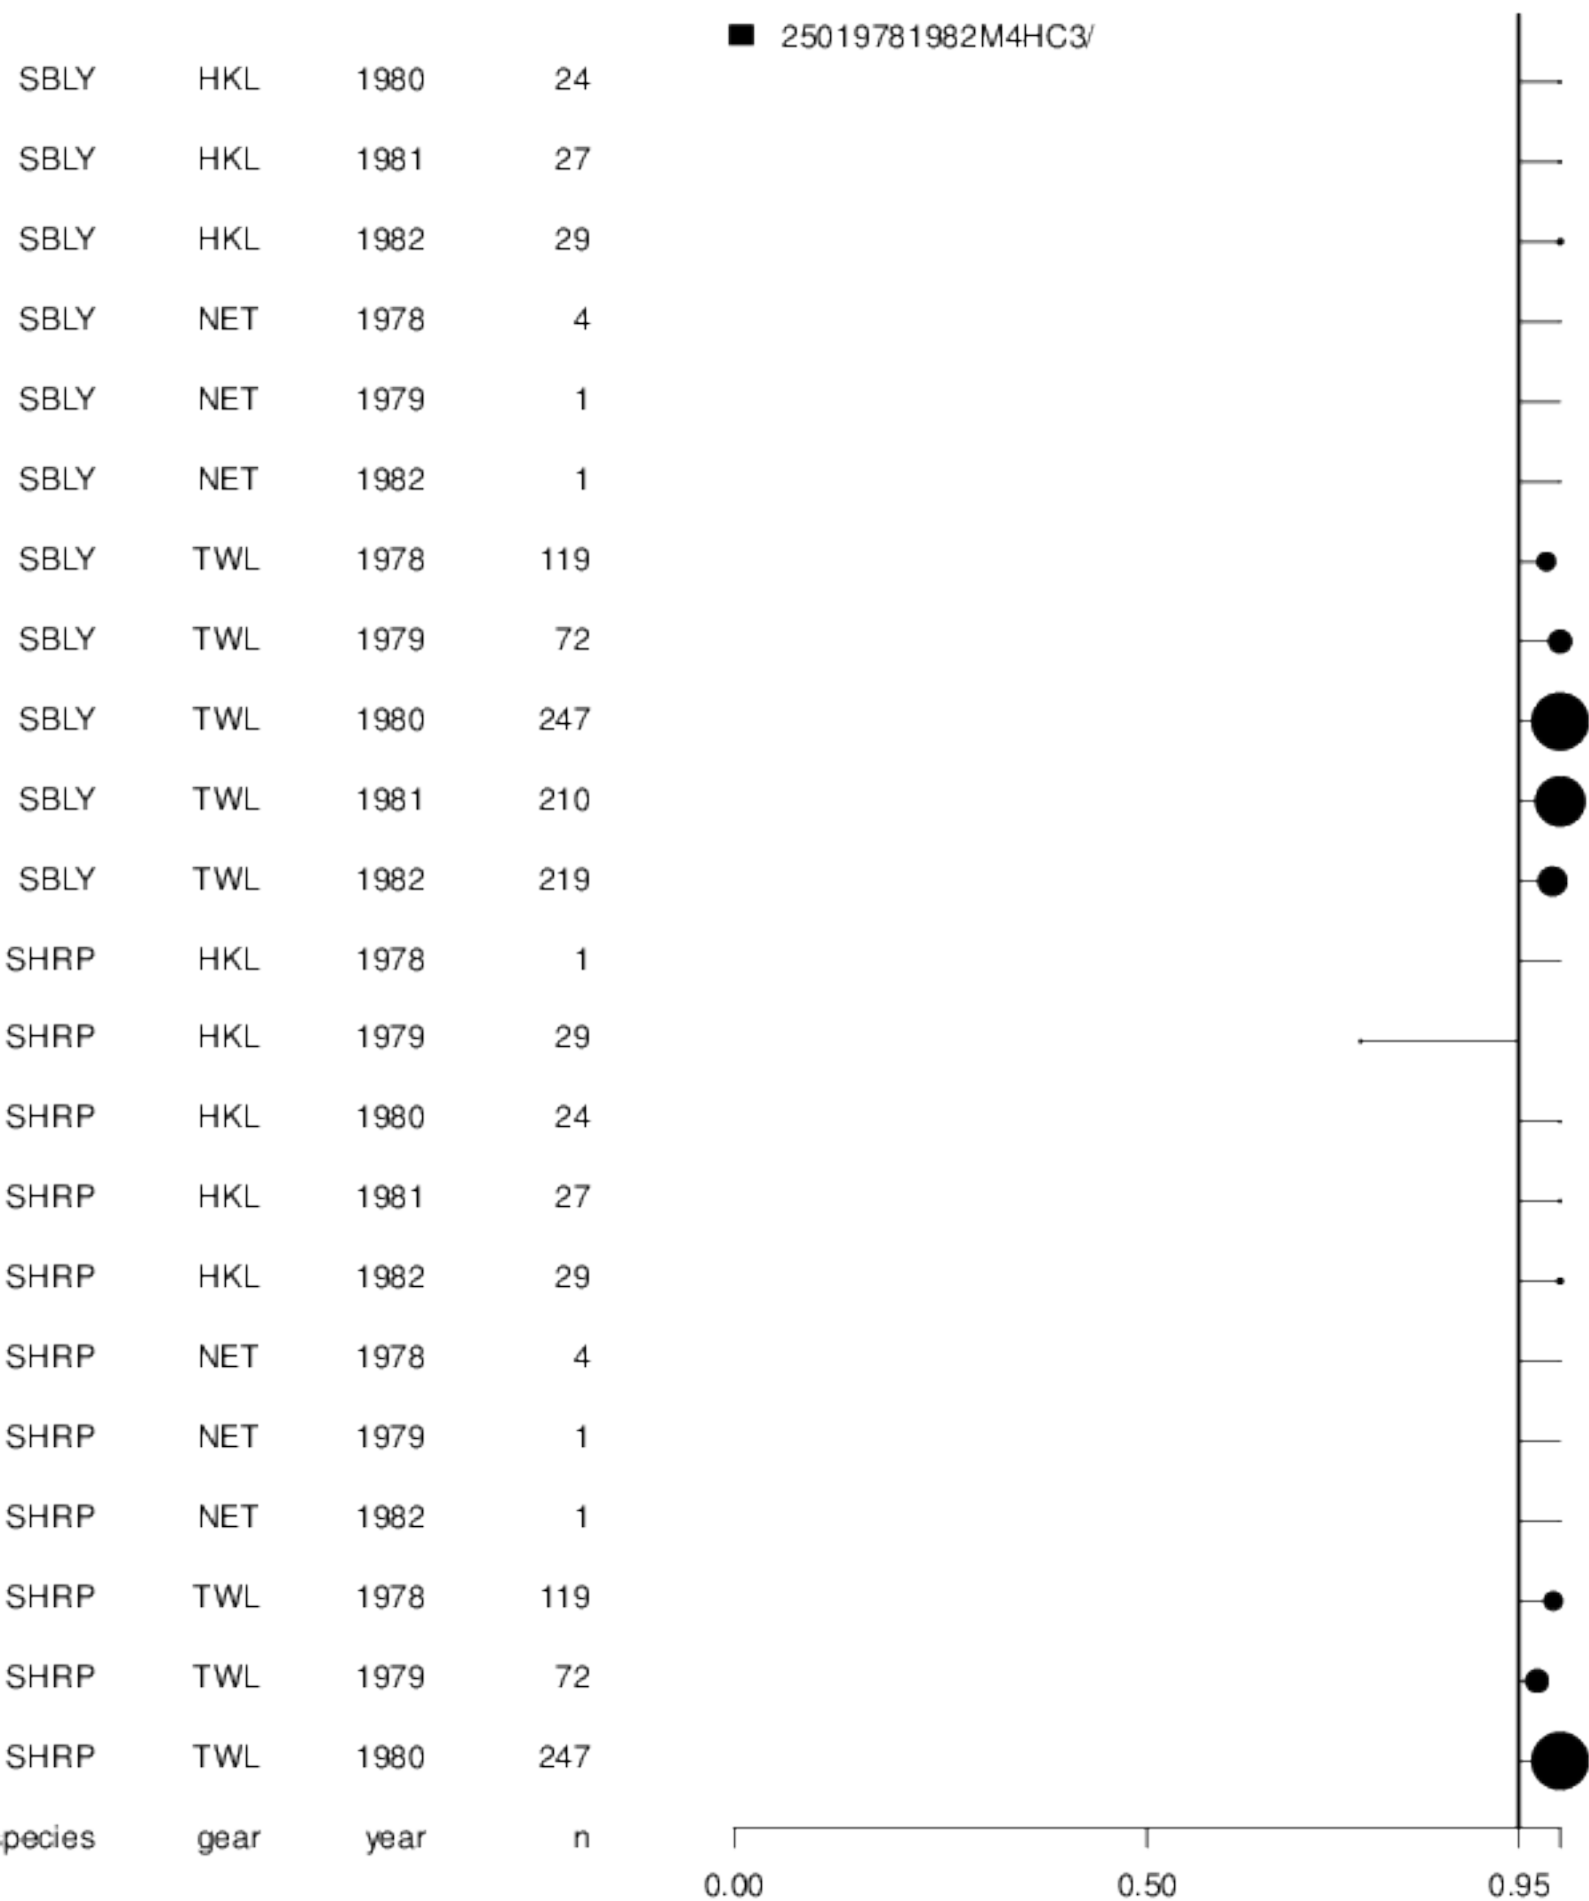 25019781982M4HC3/
SBLY HKL 1980 24
SBLY HKL 1981 27
SBLY HKL 1982 29
SBLY NET 1978 4
SBLY NET 1979 1
SBLY NET 1982 1
SBLY TWL 1978 119
SBLY TWL 1979 72
SBLY TWL 1980 247
SBLY TWL 1981 210
SBLY TWL 1982 219
SHRP HKL 1978 1
SHRP HKL 1979 29
SHRP HKL 1980 24
SHRP HKL 1981 27
SHRP HKL 1982 29
SHRP NET 1978 4
SHRP NET 1979 1
SHRP NET 1982 1
SHRP TWL 1978 119
SHRP TWL 1979 72
SHRP TWL 1980 247
pecies gear year n
0.00 0.50 0.95